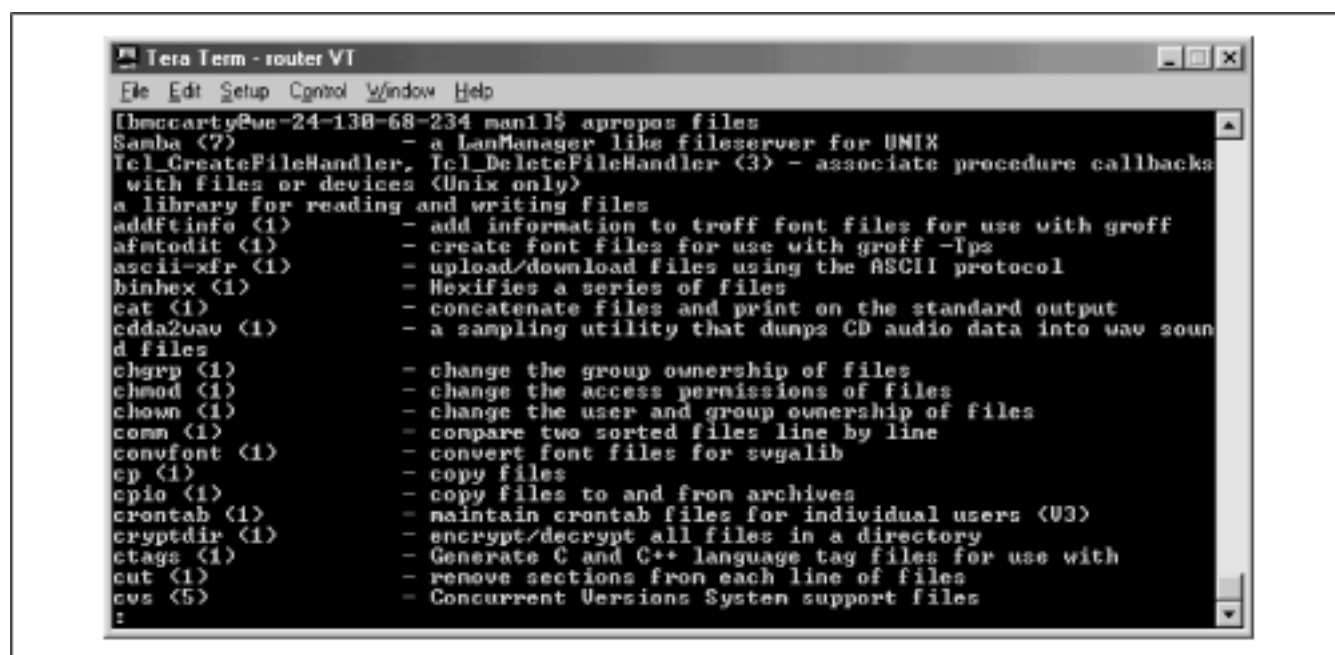 Tera Term - router VT
File Edit Setup Control Window Help
[bmccarty@we-24-130-68-234 man1]$ apropos files
Samba (7) - a LanManager like fileserver for UNIX
Tcl_CreateFileHandler, Tcl_DeleteFileHandler (3) - associate procedure callbacks
with files or devices (Unix only)
a library for reading and writing files
addftinfo (1) - add information to troff font files for use with groff
afmtodit (1) - create font files for use with groff -Tps
ascii-xfr (1) - upload/download files using the ASCII protocol
binhex (1) - Hexifies a series of files
cat (1) - concatenate files and print on the standard output
cdda2wav (1) - a sampling utility that dumps CD audio data into wav soun
d files
chgrp (1) - change the group ownership of files
chmod (1) - change the access permissions of files
chown (1) - change the user and group ownership of files
comm (1) - compare two sorted files line by line
convfont (1) - convert font files for svgalib
cp (1) - copy files
cpio (1) - copy files to and from archives
crontab (1) - maintain crontab files for individual users (V3)
cryptdir (1) - encrypt/decrypt all files in a directory
ctags (1) - Generate C and C++ language tag files for use with
cut (1) - remove sections from each line of files
cvs (5) - Concurrent Versions System support files
: